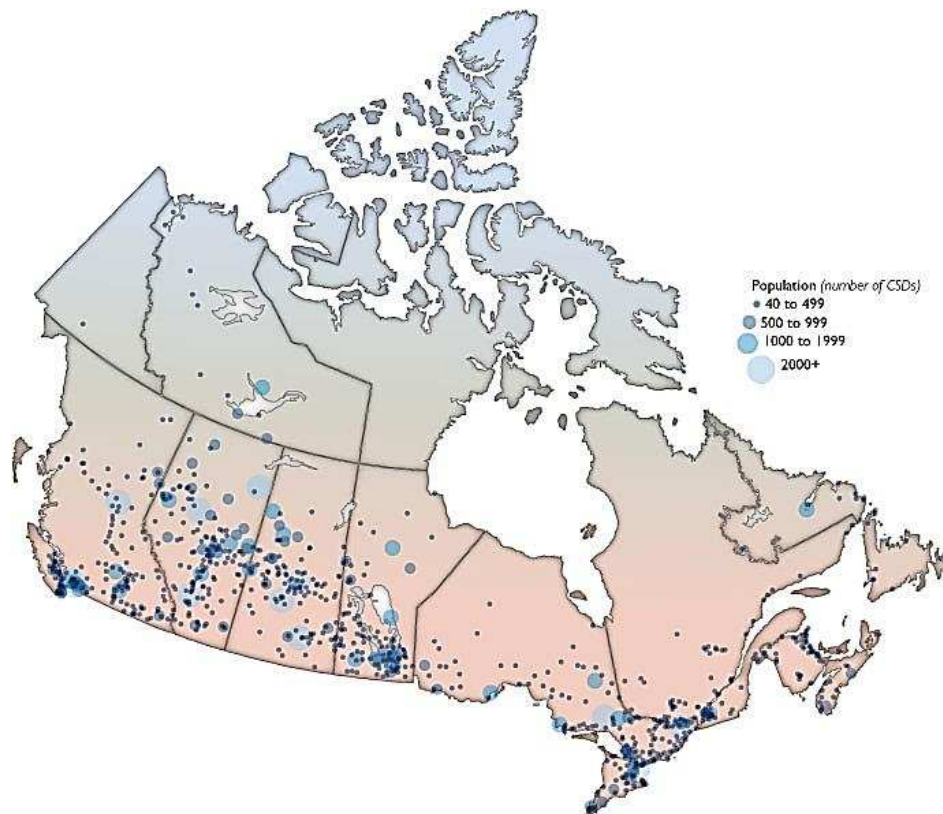 Population (number of CSDs)
40 to 499
500 to 999
1000 to 1999
2000+